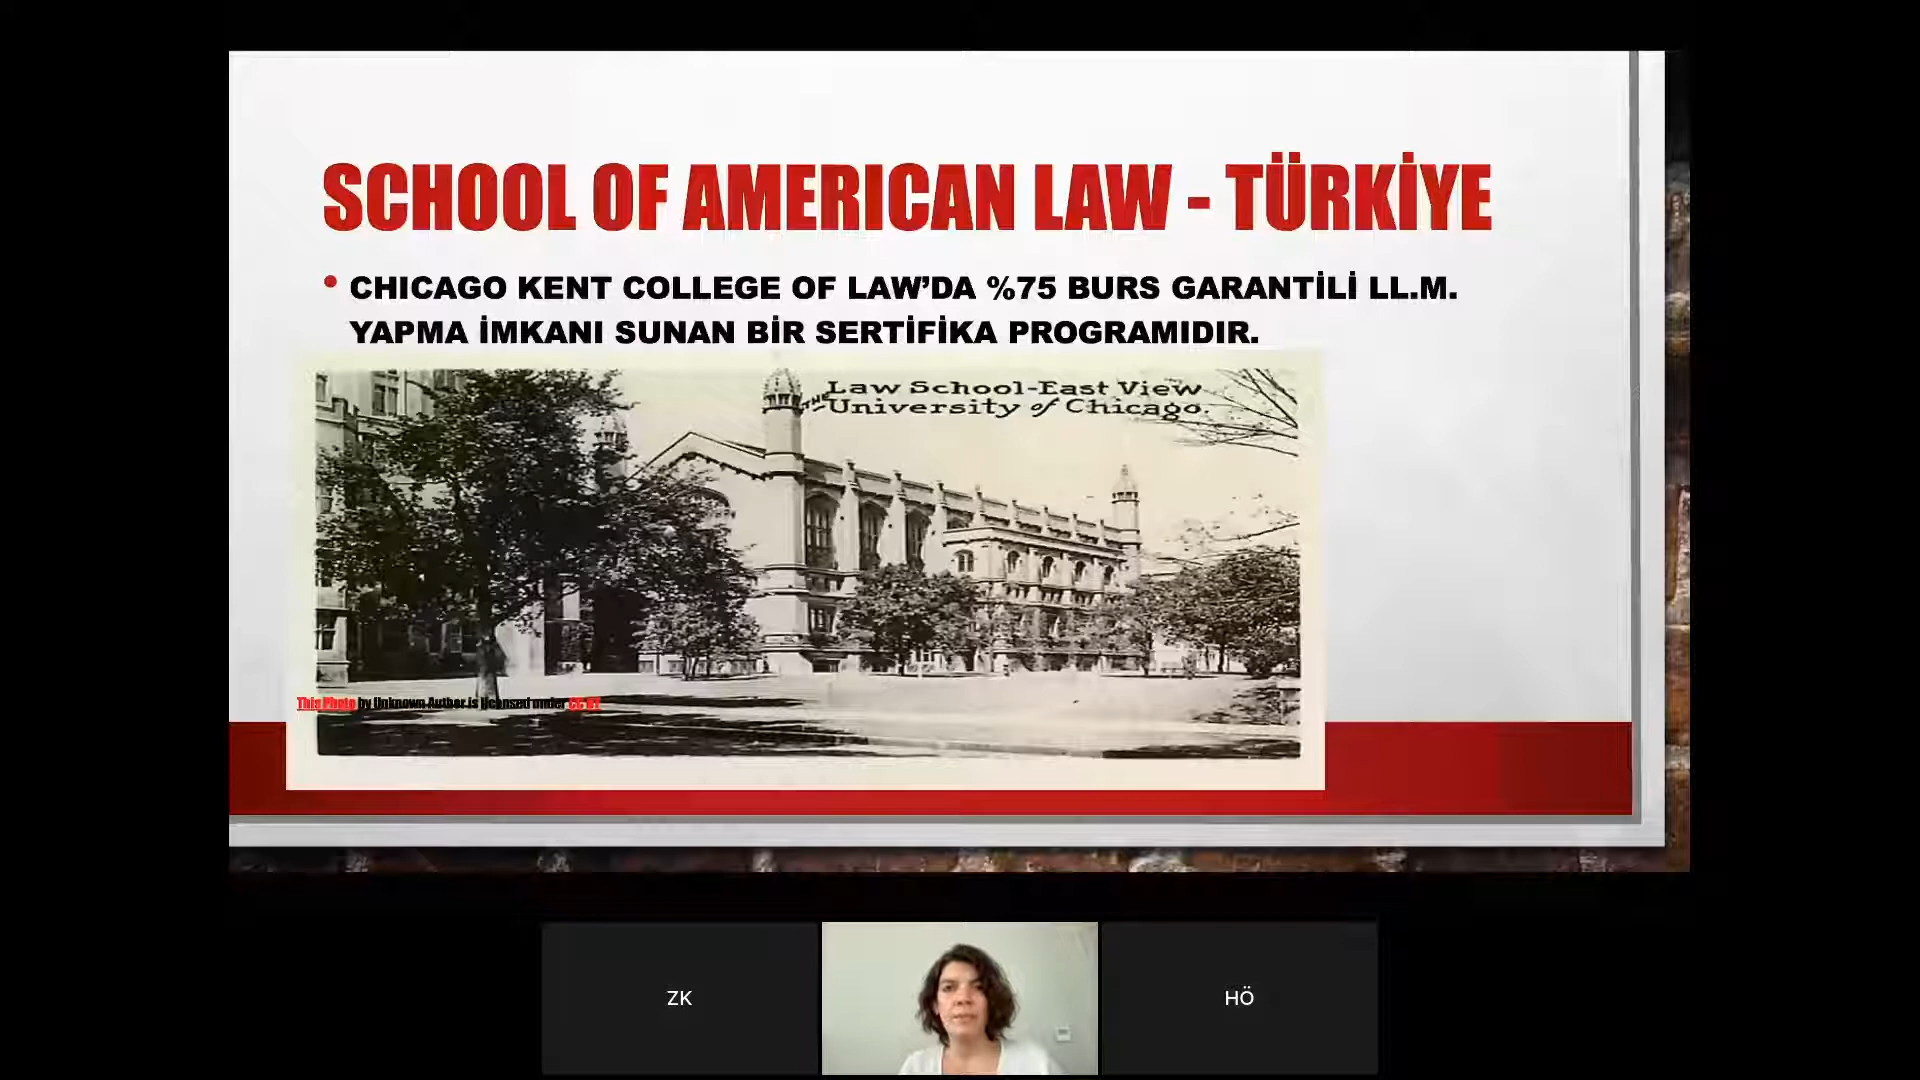 SCHOOL OF AMERICAN LAW - TÜRKİYE
• CHICAGO KENT COLLEGE OF LAW’DA %75 BURS GARANTİLİ LL.M.
YAPMA İMKANI SUNAN BİR SERTİFİKA PROGRAMIDIR.
Law School-East View
THE University of Chicago.
This Photo by Unknown Author is licensed under CC BY
ZK
HÖ